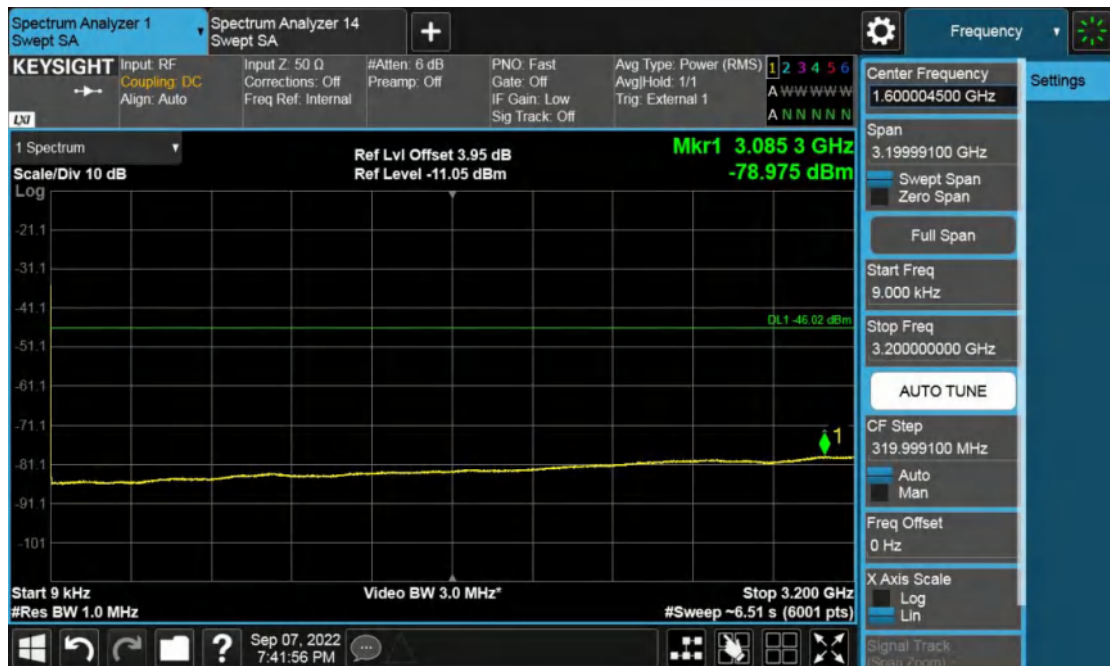 Spectrum Analyzer 1
Swept SA
Spectrum Analyzer 14
Swept SA
+
Frequency
KEYSIGHT
LXI
Input: RF
Coupling: DC
Align: Auto
Input Z: 50 Ω
Corrections: Off
Freq Ref: Internal
#Atten: 6 dB
Preamp: Off
PNO: Fast
Gate: Off
IF Gain: Low
Sig Track: Off
Avg Type: Power (RMS)
Avg|Hold: 1/1
Trig: External 1
1 2 3 4 5 6
A W W W W W
A N N N N N
1 Spectrum
Scale/Div 10 dB
Log
Ref Lvl Offset 3.95 dB
Ref Level -11.05 dBm
Mkr1 3.085 3 GHz
-78.975 dBm
-21.1
-31.1
-41.1
DL1 -46.02 dBm
-51.1
-61.1
-71.1
1
-81.1
-91.1
-101
Start 9 kHz
#Res BW 1.0 MHz
Video BW 3.0 MHz*
Stop 3.200 GHz
#Sweep ~6.51 s (6001 pts)
?
Sep 07, 2022
7:41:56 PM
Center Frequency
1.600004500 GHz
Span
3.19999100 GHz
Swept Span
Zero Span
Full Span
Start Freq
9.000 kHz
Stop Freq
3.200000000 GHz
AUTO TUNE
CF Step
319.999100 MHz
Auto
Man
Freq Offset
0 Hz
X Axis Scale
Log
Lin
Signal Track
(Span Zoom)
Settings